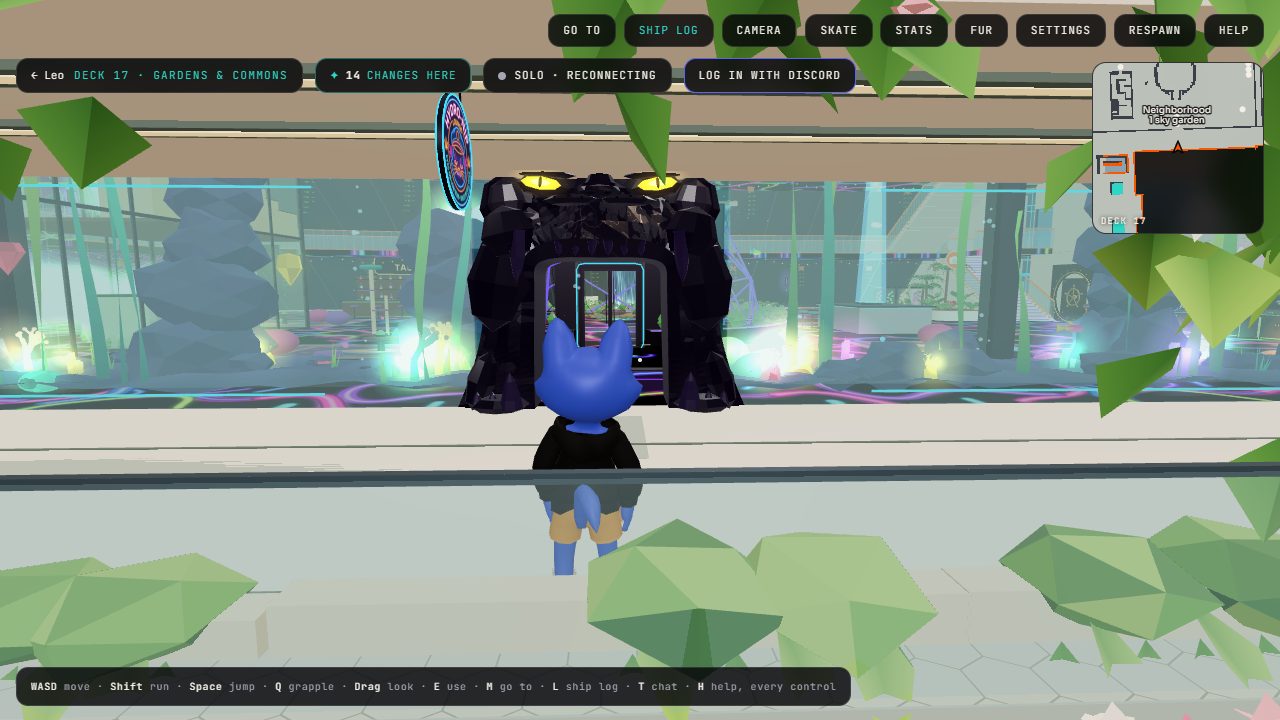 GO TO
SHIP LOG
CAMERA
SKATE
STATS
FUR
SETTINGS
RESPAWN
HELP
← Leo DECK 17 · GARDENS & COMMONS
✦ 14 CHANGES HERE
SOLO · RECONNECTING
LOG IN WITH DISCORD
Neighborhood
1 sky garden
DECK 17
WASD move · Shift run · Space jump · Q grapple · Drag look · E use · M go to · L ship log · T chat · H help, every control